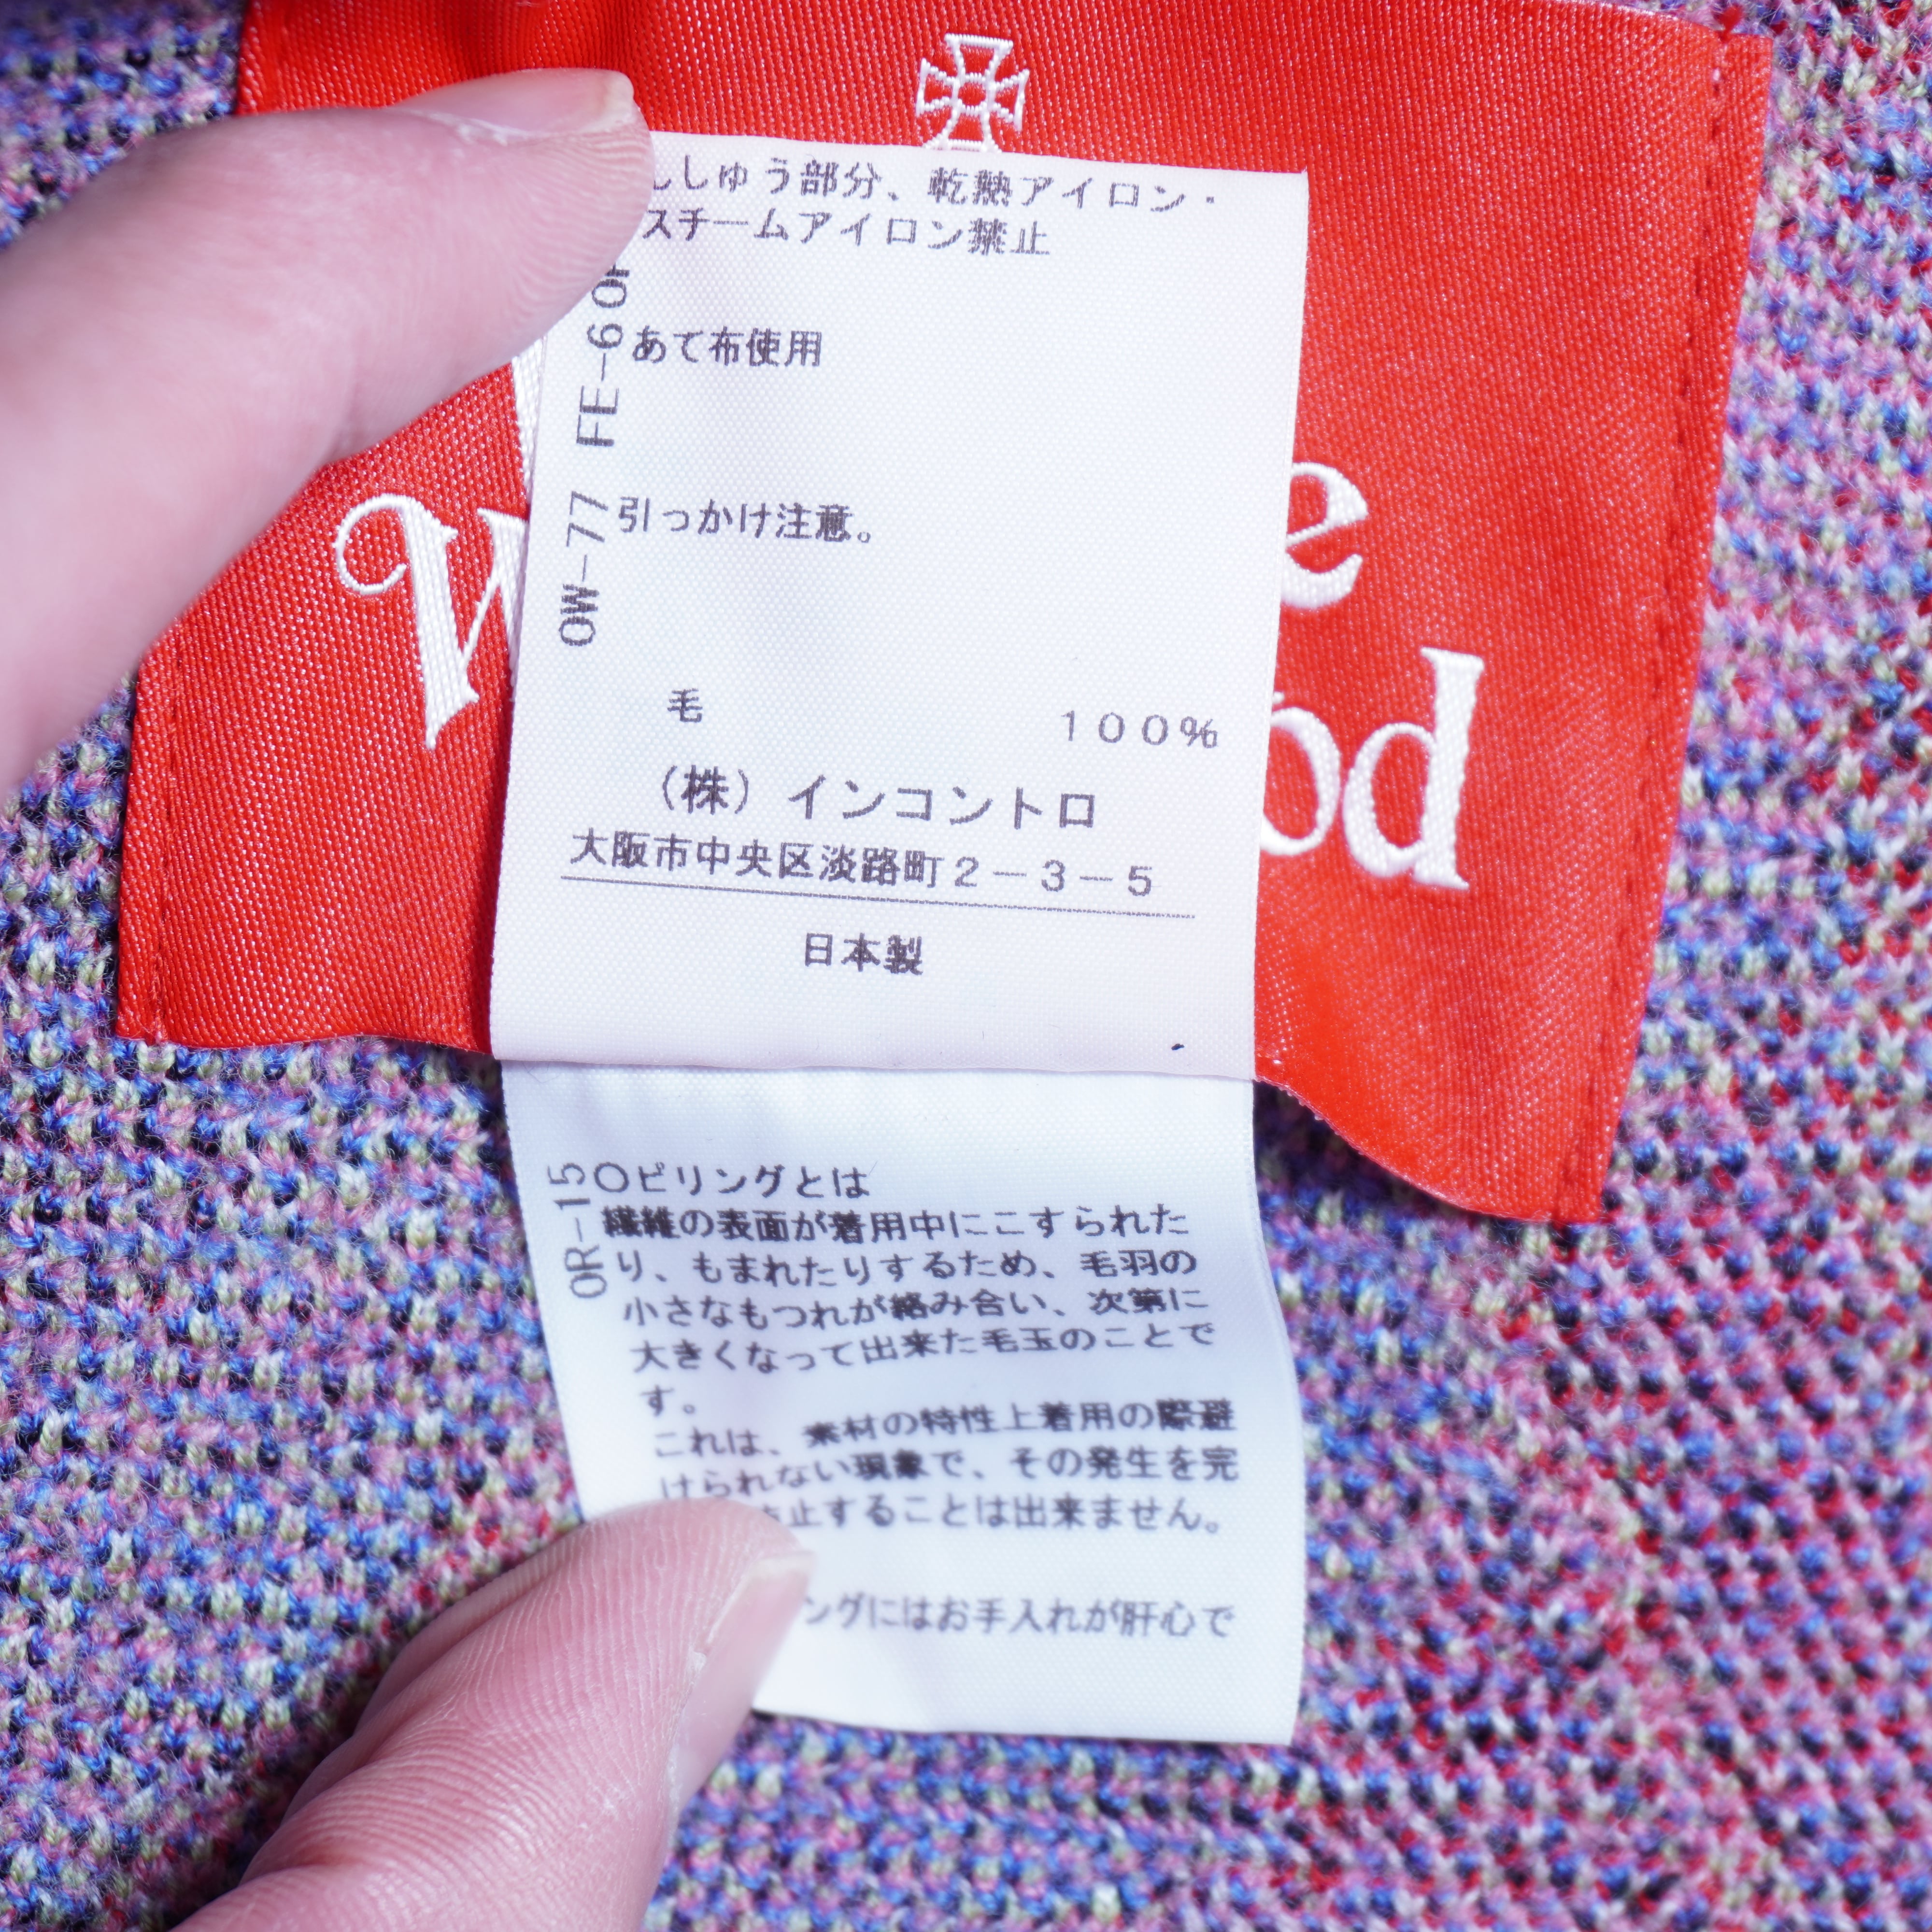 ししゅう部分、乾熱アイロン・
スチームアイロン禁止
あて布使用
引っかけ注意。
OW-77 FE-60
毛 100%
(株)インコントロ
大阪市中央区淡路町2-3-5
日本製
OR-15
〇ピリングとは
繊維の表面が着用中にこすられた
り、もまれたりするため、毛羽の
小さなもつれが絡み合い、次第に
大きくなって出来た毛玉のことで
す。
これは、素材の特性上着用の際避
けられない現象で、その発生を完
止することは出来ません。
ングにはお手入れが肝心で